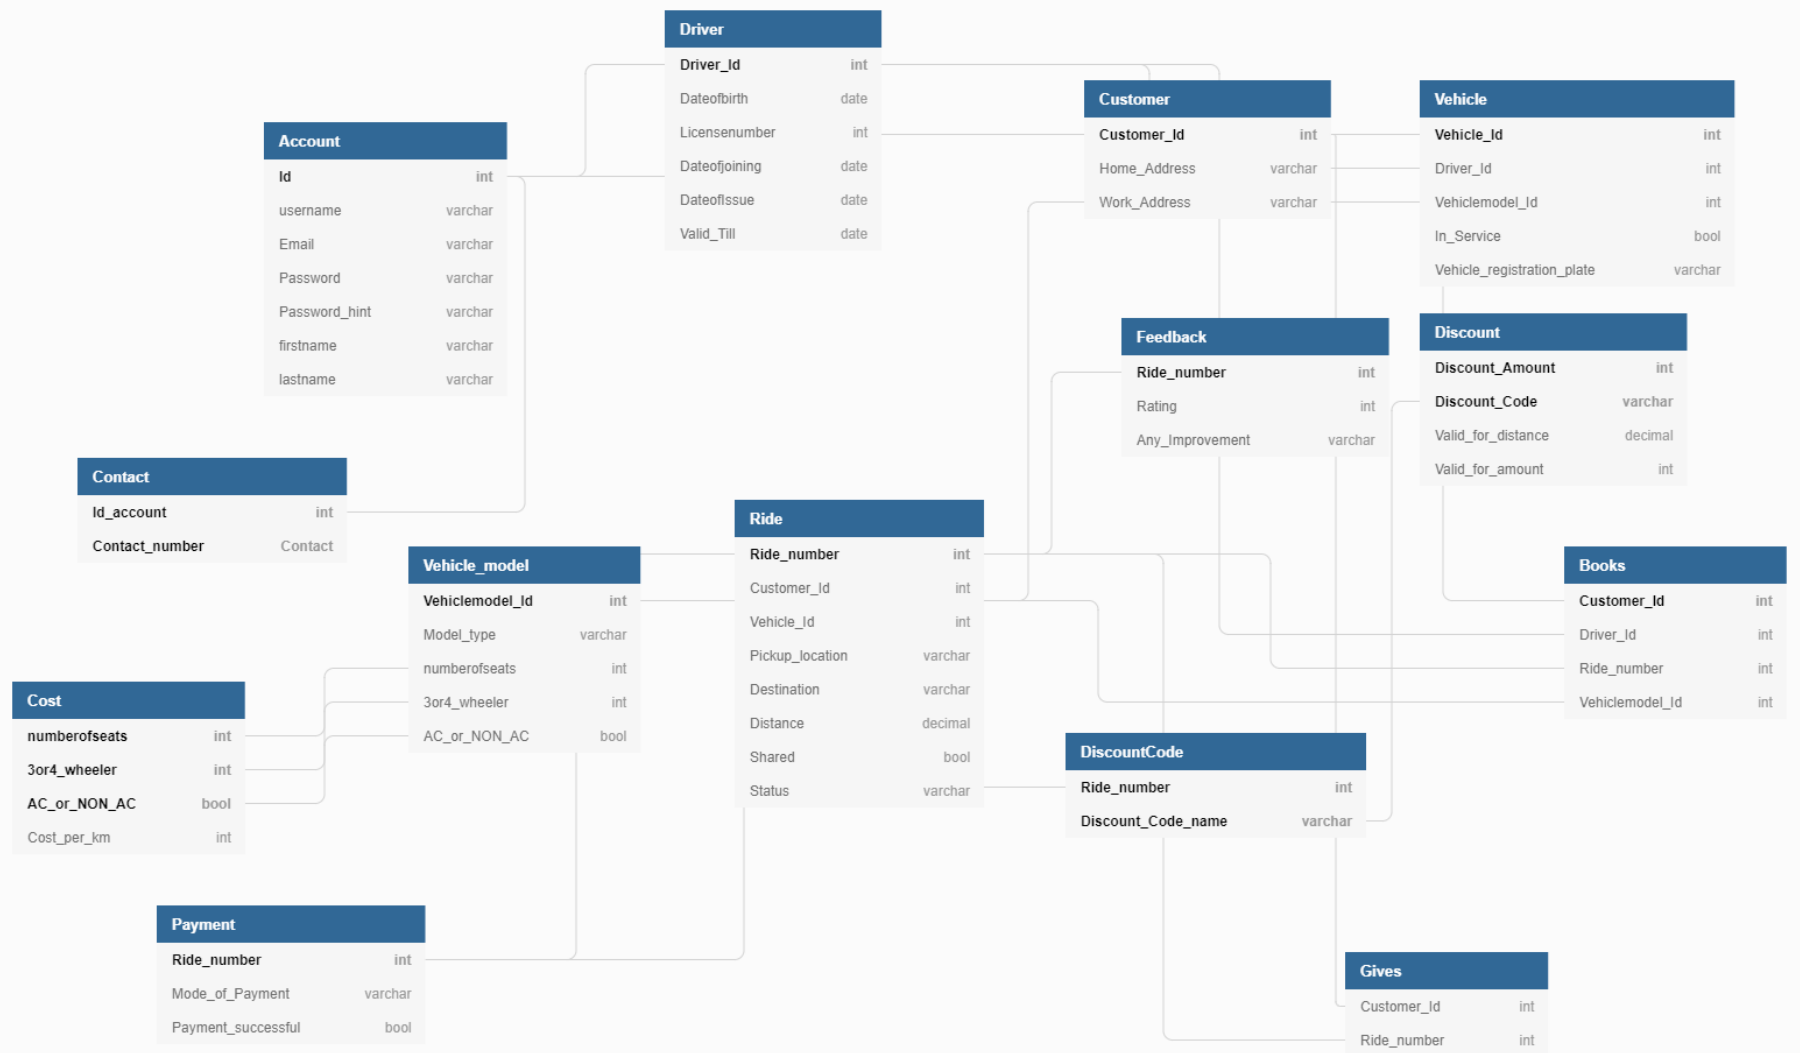 Driver
Driver_Id int
Dateofbirth date
Licensenumber int
Dateofjoining date
DateofIssue date
Valid_Till date
Customer
Customer_Id int
Home_Address varchar
Work_Address varchar
Vehicle
Vehicle_Id int
Driver_Id int
Vehiclemodel_Id int
In_Service bool
Vehicle_registration_plate varchar
Account
Id int
username varchar
Email varchar
Password varchar
Password_hint varchar
firstname varchar
lastname varchar
Feedback
Ride_number int
Rating int
Any_Improvement varchar
Discount
Discount_Amount int
Discount_Code varchar
Valid_for_distance decimal
Valid_for_amount int
Contact
Id_account int
Contact_number Contact
Ride
Ride_number int
Customer_Id int
Vehicle_Id int
Pickup_location varchar
Destination varchar
Distance decimal
Shared bool
Status varchar
Vehicle_model
Vehiclemodel_Id int
Model_type varchar
numberofseats int
3or4_wheeler int
AC_or_NON_AC bool
Books
Customer_Id int
Driver_Id int
Ride_number int
Vehiclemodel_Id int
Cost
numberofseats int
3or4_wheeler int
AC_or_NON_AC bool
Cost_per_km int
DiscountCode
Ride_number int
Discount_Code_name varchar
Payment
Ride_number int
Mode_of_Payment varchar
Payment_successful bool
Gives
Customer_Id int
Ride_number int